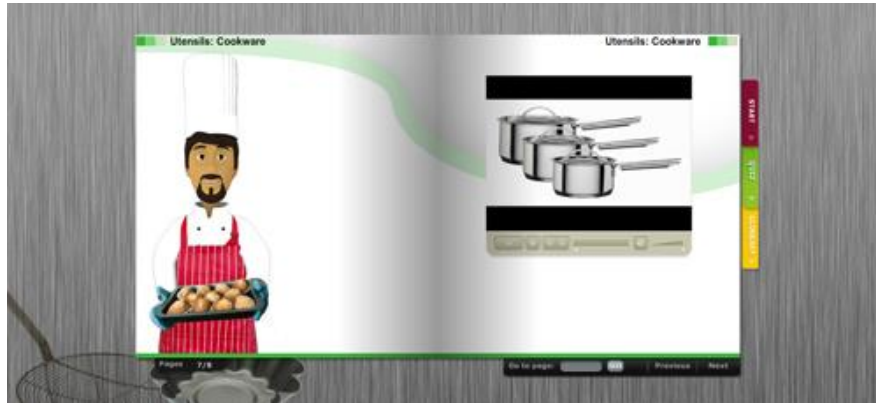 Utensils: Cookware
Utensils: Cookware
START
QUIZ
GLOSSARY
Pages 7/8
Go to page:
GO
Previous
Next